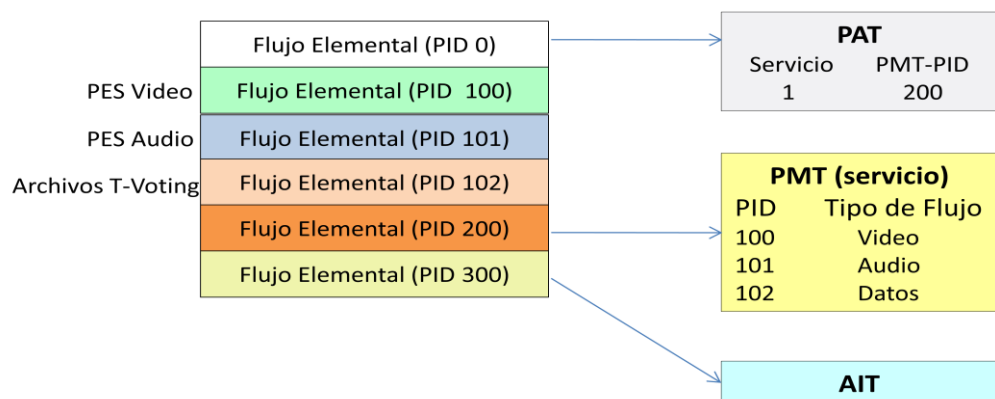 Flujo Elemental (PID 0)
PES Video
Flujo Elemental (PID 100)
PES Audio
Flujo Elemental (PID 101)
Archivos T-Voting
Flujo Elemental (PID 102)
Flujo Elemental (PID 200)
Flujo Elemental (PID 300)
PAT
Servicio PMT-PID
1 200
PMT (servicio)
PID Tipo de Flujo
100 Video
101 Audio
102 Datos
AIT